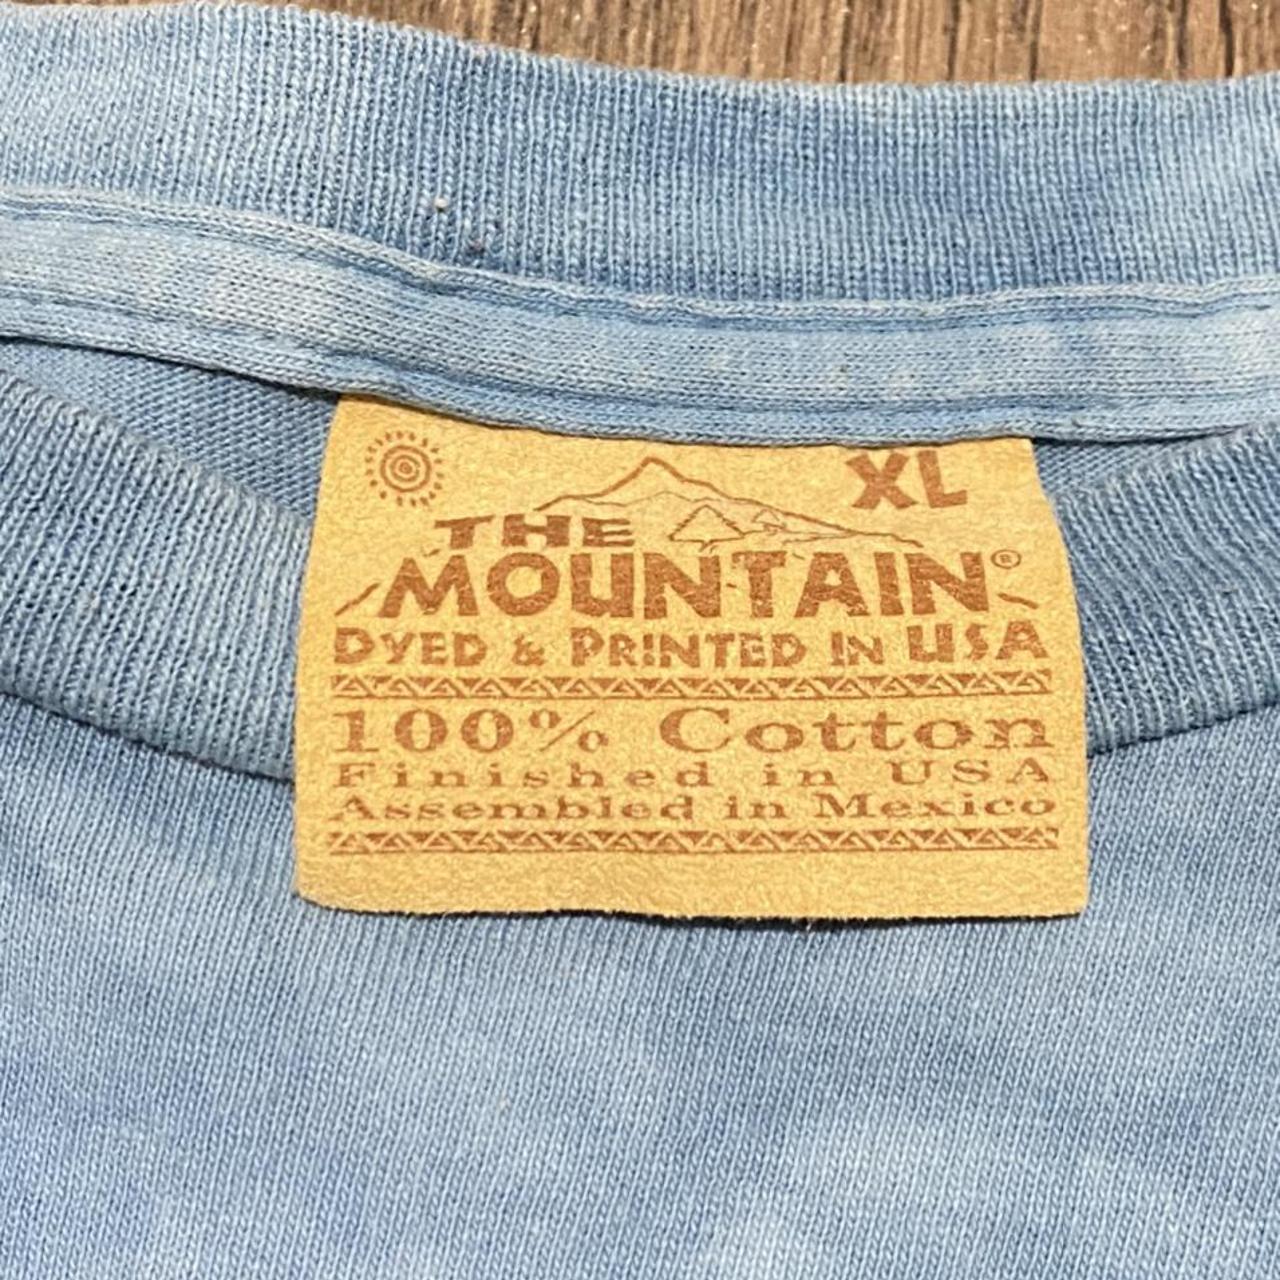 XL
THE
MOUNTAIN®
DYED & PRINTED IN USA
100% Cotton
Finished in USA
Assembled in Mexico